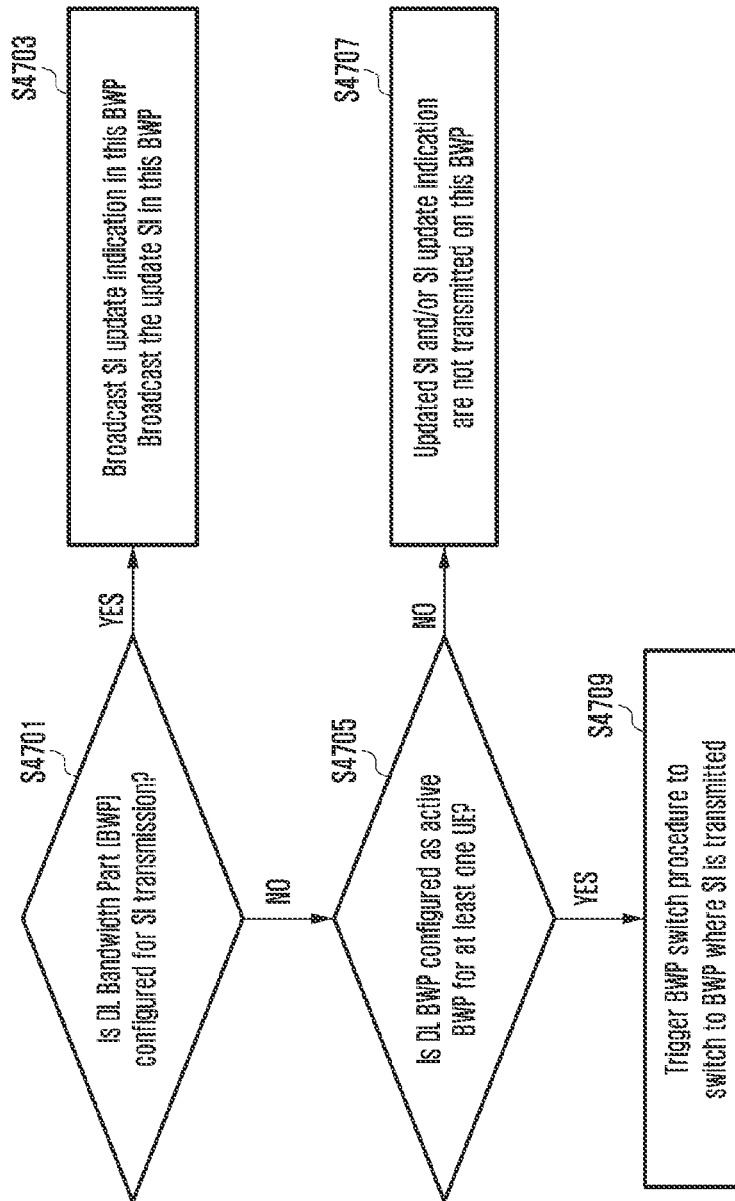 S4701
Is DL Bandwidth Part (BWP)
configured for SI transmission?
YES
S4703
Broadcast SI update indication in this BWP
Broadcast the update SI in this BWP
NO
S4705
Is DL BWP configured as active
BWP for at least one UE?
NO
S4707
Updated SI and/or SI update indication
are not transmitted on this BWP
YES
S4709
Trigger BWP switch procedure to
switch to BWP where SI is transmitted